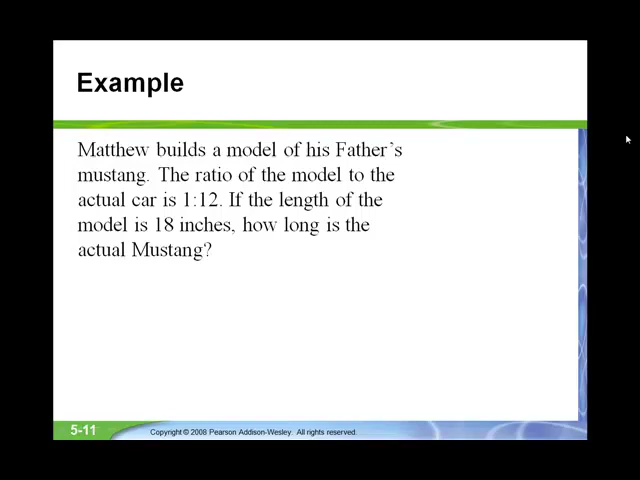 Example
Matthew builds a model of his Father's
mustang. The ratio of the model to the
actual car is 1:12. If the length of the
model is 18 inches, how long is the
actual Mustang?
5-11
Copyright © 2008 Pearson Addison-Wesley. All rights reserved.